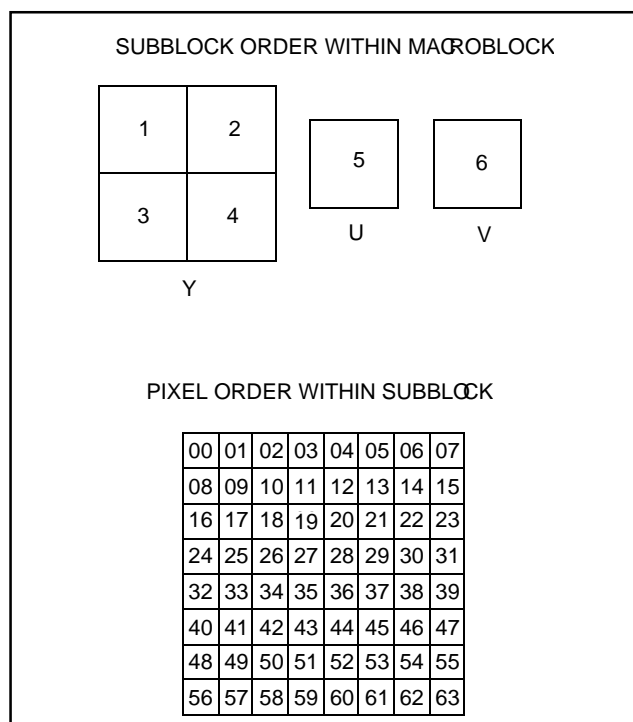 SUBBLOCK ORDER WITHIN MACROBLOCK
1 2
3 4
5
6
U
V
Y
PIXEL ORDER WITHIN SUBBLOCK
00 01 02 03 04 05 06 07
08 09 10 11 12 13 14 15
16 17 18 19 20 21 22 23
24 25 26 27 28 29 30 31
32 33 34 35 36 37 38 39
40 41 42 43 44 45 46 47
48 49 50 51 52 53 54 55
56 57 58 59 60 61 62 63